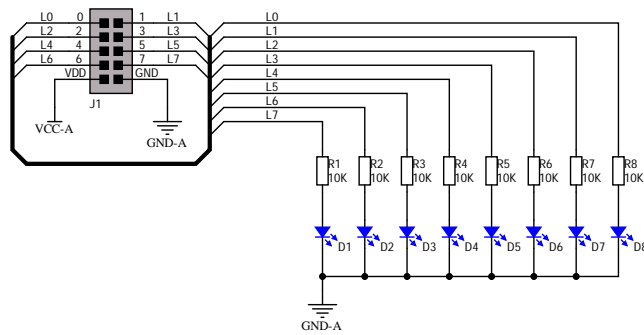 L0 0 1 L1
L2 2 3 L3
L4 4 5 L5
L6 6 7 L7
VDD GND
J1
VCC-A
GND-A
L0
L1
L2
L3
L4
L5
L6
L7
R1 R2 R3 R4 R5 R6 R7 R8
10K 10K 10K 10K 10K 10K 10K 10K
D1 D2 D3 D4 D5 D6 D7 D8
GND-A